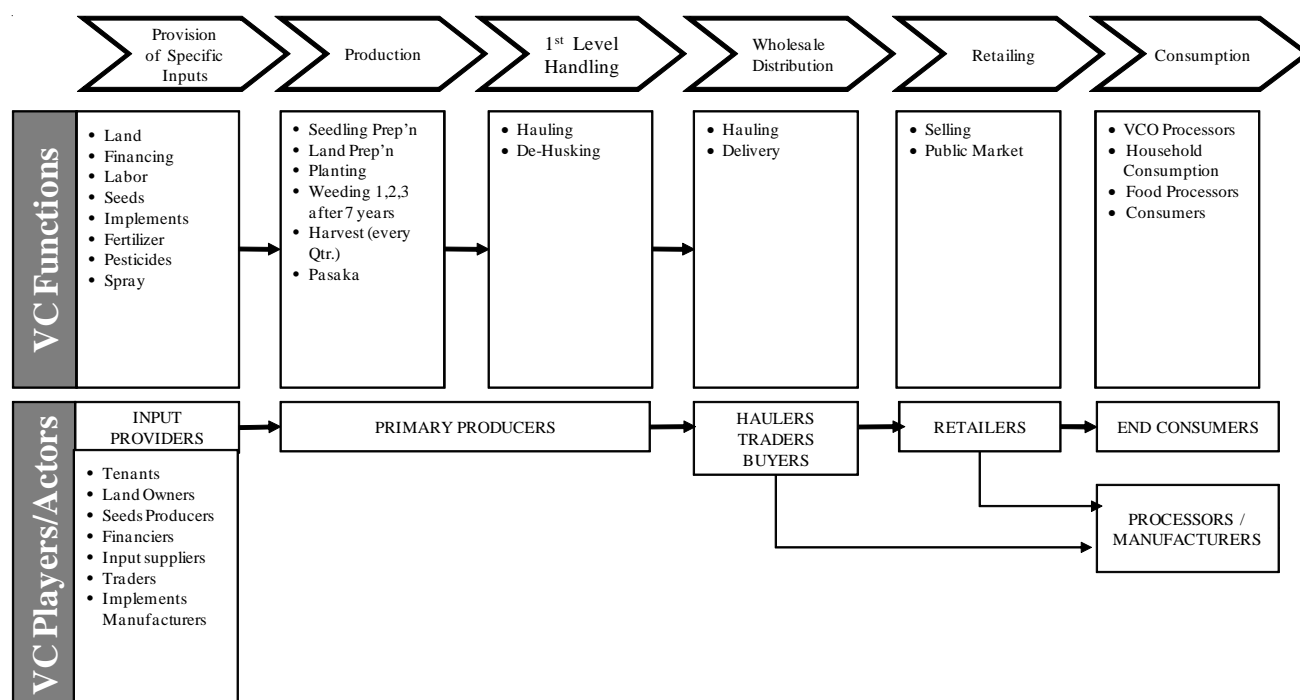 Provision
of Specific
Inputs
Production
1st Level
Handling
Wholesale
Distribution
Retailing
Consumption
VC Functions
• Land
• Financing
• Labor
• Seeds
• Implements
• Fertilizer
• Pesticides
• Spray
• Seedling Prep’n
• Land Prep’n
• Planting
• Weeding 1,2,3
after 7 years
• Harvest (every
Qtr.)
• Pasaka
• Hauling
• De-Husking
• Hauling
• Delivery
• Selling
• Public Market
• VCO Processors
• Household
Consumption
• Food Processors
• Consumers
VC Players/Actors
INPUT
PROVIDERS
PRIMARY PRODUCERS
HAULERS
TRADERS
BUYERS
RETAILERS
END CONSUMERS
• Tenants
• Land Owners
• Seeds Producers
• Financiers
• Input suppliers
• Traders
• Implements
Manufacturers
PROCESSORS /
MANUFACTURERS